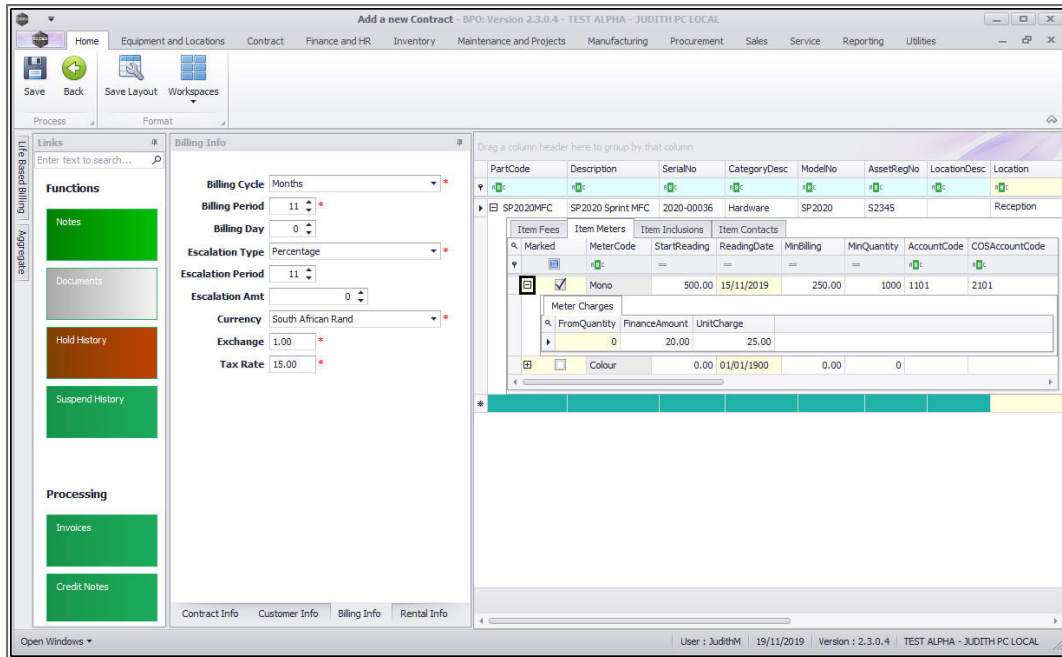 Add a new Contract - BPO: Version 2.3.0.4 - TEST ALPHA - JUDITH PC LOCAL
Home Equipment and Locations Contract Finance and HR Inventory Maintenance and Projects Manufacturing Procurement Sales Service Reporting Utilities
Save Back Save Layout Workspaces
Process Format
Life Based Billing
Aggregate
Links
Enter text to search...
Functions
Notes
Documents
Hold History
Suspend History
Processing
Invoices
Credit Notes
Billing Info
Billing Cycle Months *
Billing Period 11 *
Billing Day 0
Escalation Type Percentage *
Escalation Period 11
Escalation Amt 0
Currency South African Rand *
Exchange 1.00 *
Tax Rate 15.00 *
Contract Info Customer Info Billing Info Rental Info
Drag a column header here to group by that column
PartCode Description SerialNo CategoryDesc ModelNo AssetRegNo LocationDesc Location
SP2020MFC SP2020 Sprint MFC 2020-00036 Hardware SP2020 S2345 Reception
Item Fees Item Meters Item Inclusions Item Contacts
Marked MeterCode StartReading ReadingDate MinBilling MinQuantity AccountCode COSAccountCode
= = = =
Mono 500.00 15/11/2019 250.00 1000 1101 2101
Meter Charges
FromQuantity FinanceAmount UnitCharge
0 20.00 25.00
Colour 0.00 01/01/1900 0.00 0
Open Windows
User : JudithM 19/11/2019 Version : 2.3.0.4 TEST ALPHA - JUDITH PC LOCAL